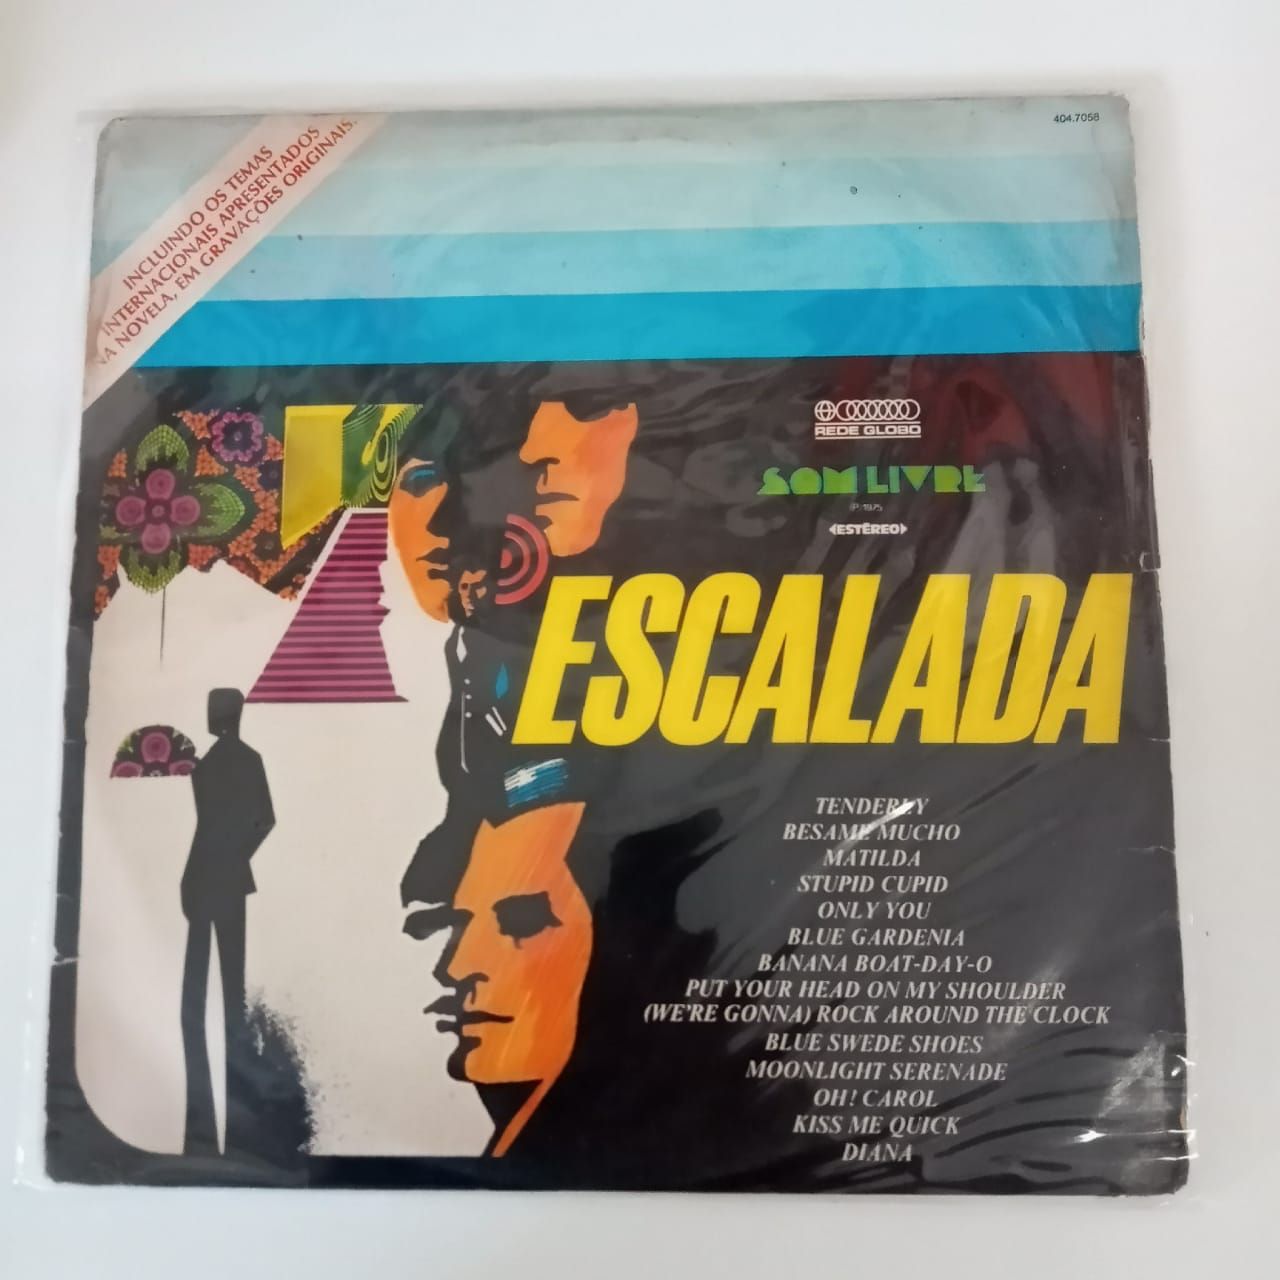 404.7058
INCLUINDO OS TEMAS
INTERNACIONAIS APRESENTADOS
NA NOVELA, EM GRAVAÇÕES ORIGINAIS.
REDE GLOBO
SOM LIVRE
(P) 1975
ESTÉREO
ESCALADA
TENDERLY
BESAME MUCHO
MATILDA
STUPID CUPID
ONLY YOU
BLUE GARDENIA
BANANA BOAT-DAY-O
PUT YOUR HEAD ON MY SHOULDER
(WE'RE GONNA) ROCK AROUND THE CLOCK
BLUE SWEDE SHOES
MOONLIGHT SERENADE
OH! CAROL
KISS ME QUICK
DIANA